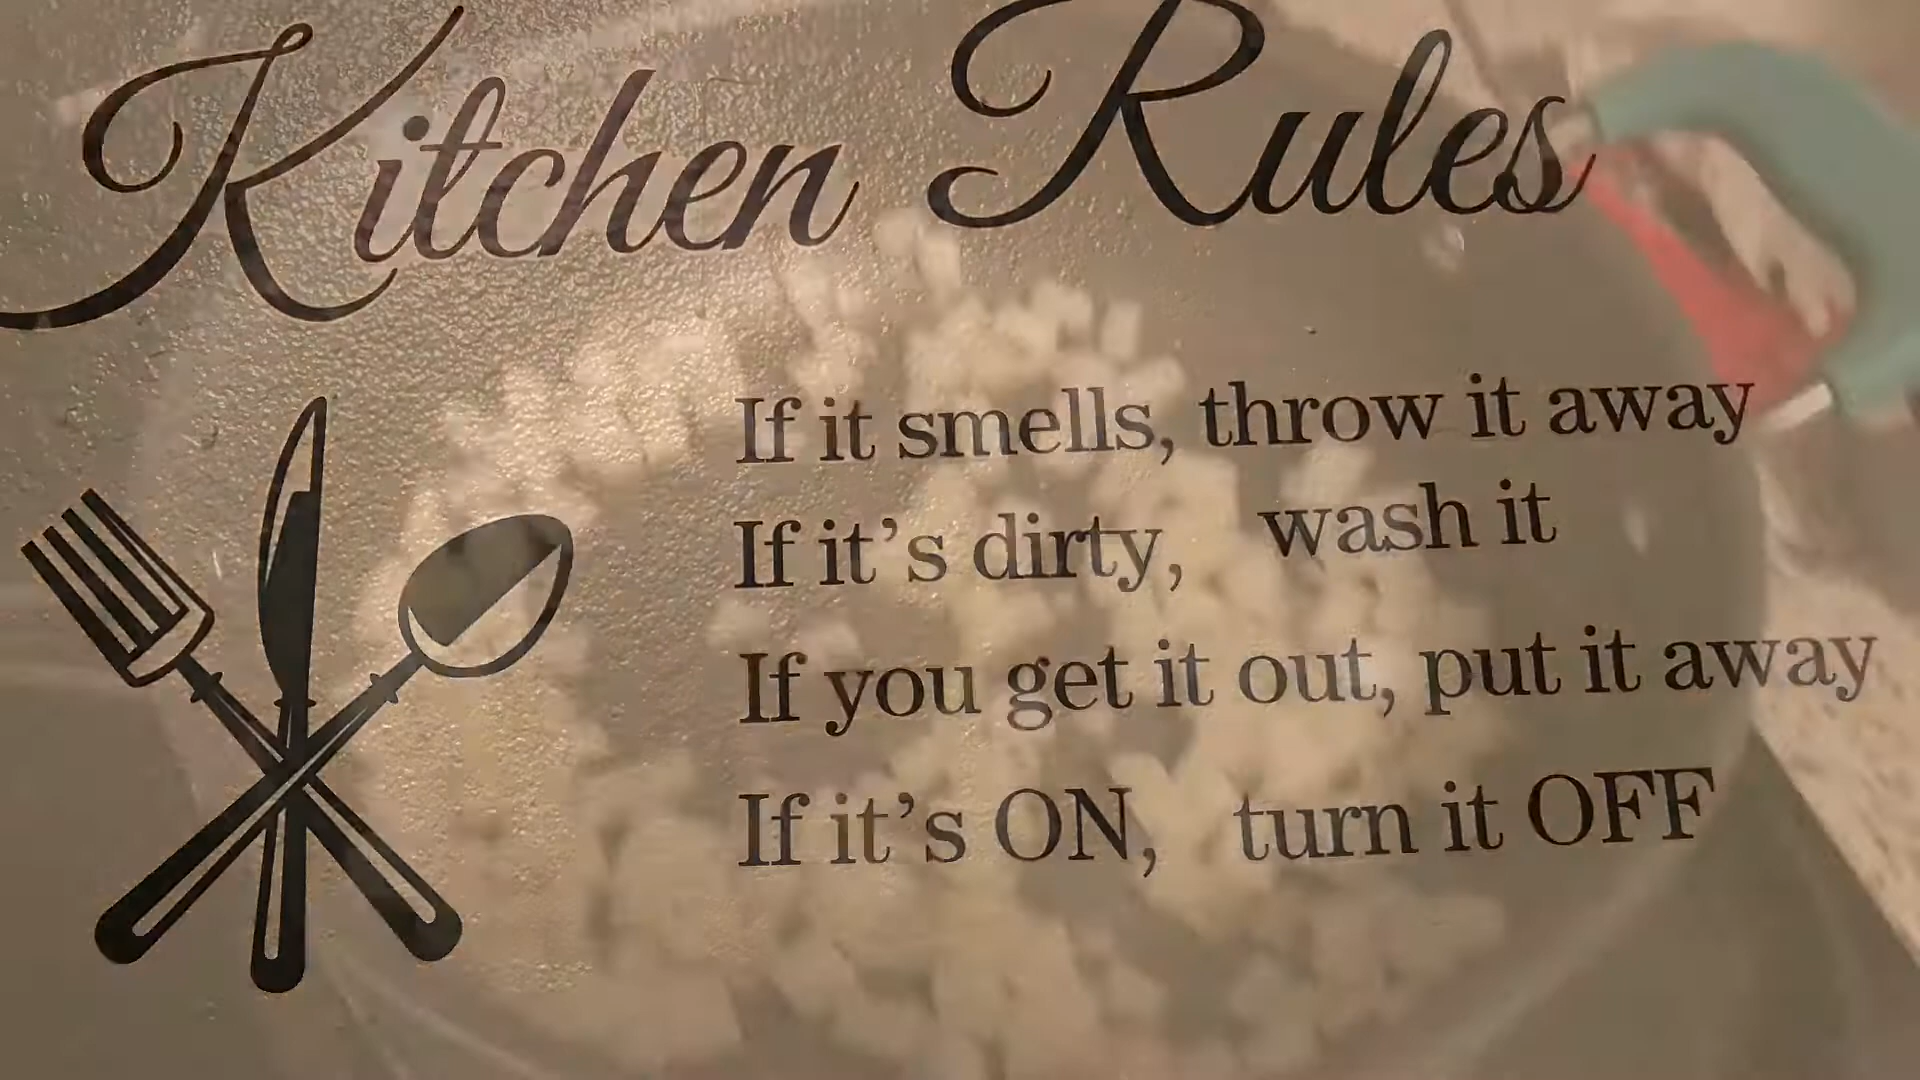 Kitchen Rules
If it smells, throw it away
If it’s dirty, wash it
If you get it out, put it away
If it’s ON, turn it OFF